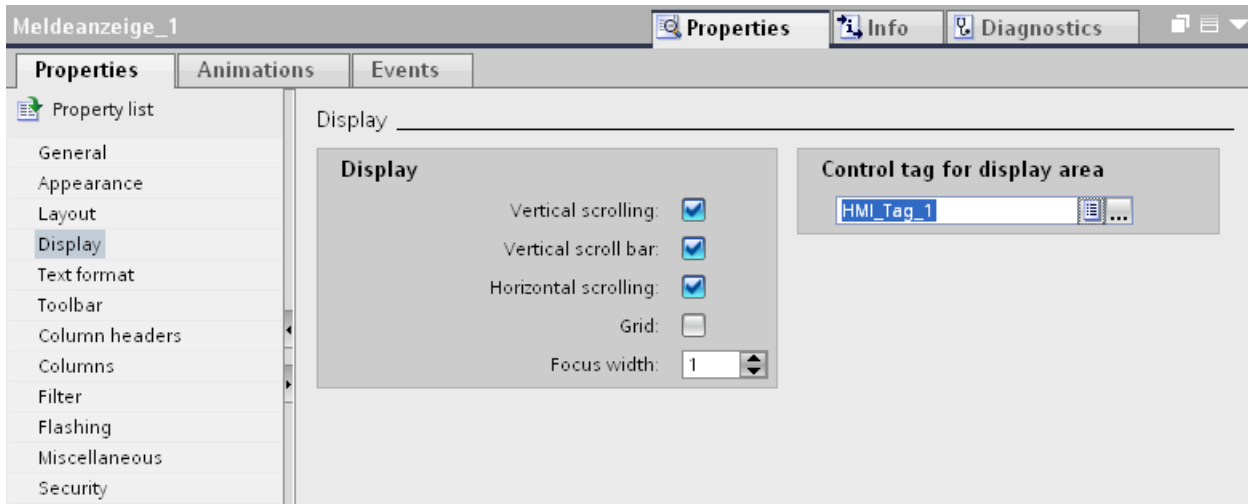 Meldeanzeige_1
Properties
Info
Diagnostics
Properties
Animations
Events
Property list
General
Appearance
Layout
Display
Text format
Toolbar
Column headers
Columns
Filter
Flashing
Miscellaneous
Security
Display
Display
Vertical scrolling:
Vertical scroll bar:
Horizontal scrolling:
Grid:
Focus width: 1
Control tag for display area
HMI_Tag_1
...